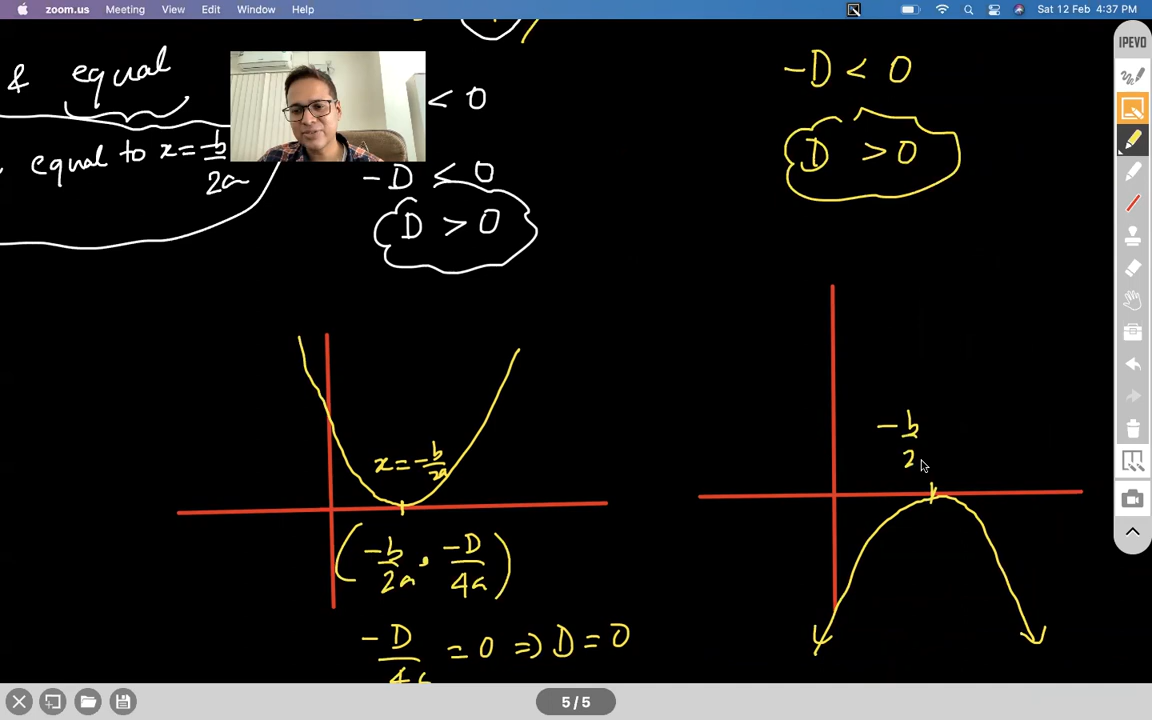 zoom.us Meeting View Edit Window Help Sat 12 Feb 4:37 PM
IPEVO
& equal
equal to x = b/2a
< 0
-D < 0
D > 0
-D < 0
D > 0
x = -b/2a
(-b/2a, -D/4a)
-D/4a = 0 ⇒ D = 0
-b/2
5 / 5